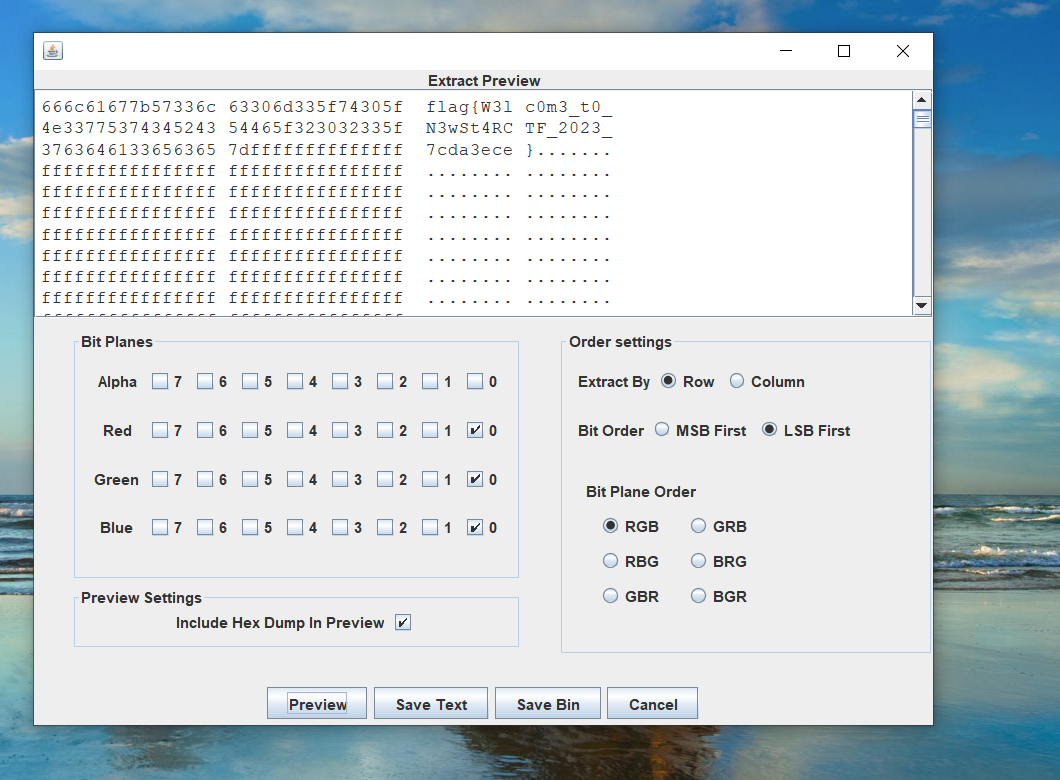 Extract Preview
666c61677b57336c 63306d335f74305f flag{W3l c0m3_t0_
4e33775374345243 54465f323032335f N3wSt4RC TF_2023_
3763646133656365 7dffffffffffffff 7cda3ece }.......
ffffffffffffffff ffffffffffffffff ........ ........
ffffffffffffffff ffffffffffffffff ........ ........
ffffffffffffffff ffffffffffffffff ........ ........
ffffffffffffffff ffffffffffffffff ........ ........
ffffffffffffffff ffffffffffffffff ........ ........
ffffffffffffffff ffffffffffffffff ........ ........
ffffffffffffffff ffffffffffffffff ........ ........
Bit Planes
Alpha 7 6 5 4 3 2 1 0
Red 7 6 5 4 3 2 1 0
Green 7 6 5 4 3 2 1 0
Blue 7 6 5 4 3 2 1 0
Preview Settings
Include Hex Dump In Preview
Order settings
Extract By Row Column
Bit Order MSB First LSB First
Bit Plane Order
RGB GRB
RBG BRG
GBR BGR
Preview Save Text Save Bin Cancel